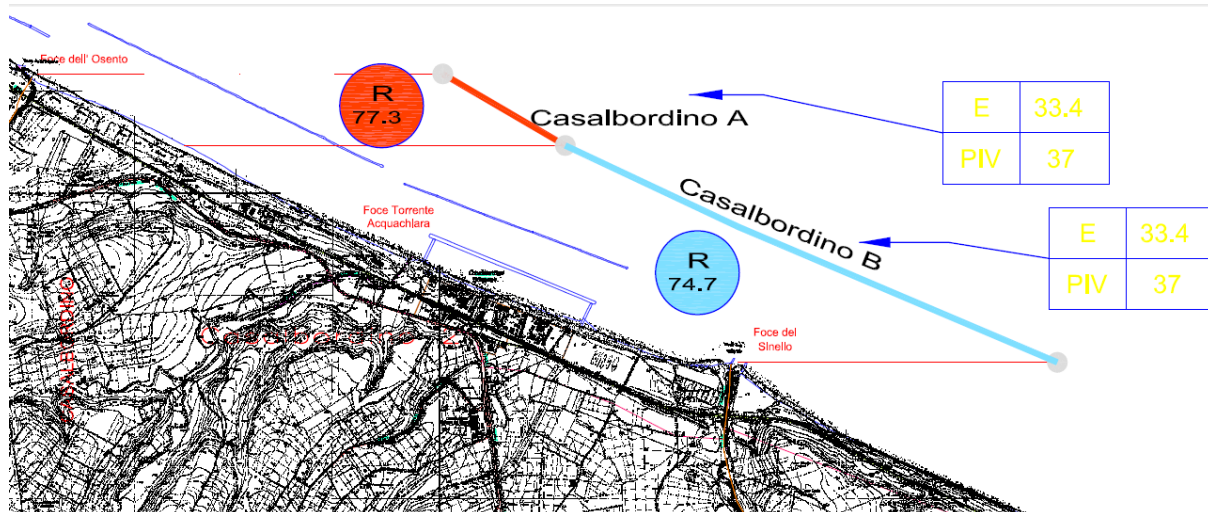 Foce dell' Osento
R
77.3
Casalbordino A
E 33.4
PIV 37
Foce Torrente
Acquachiara
Casalbordino B
R
74.7
E 33.4
PIV 37
Foce del
SInello
CASALBORDINO